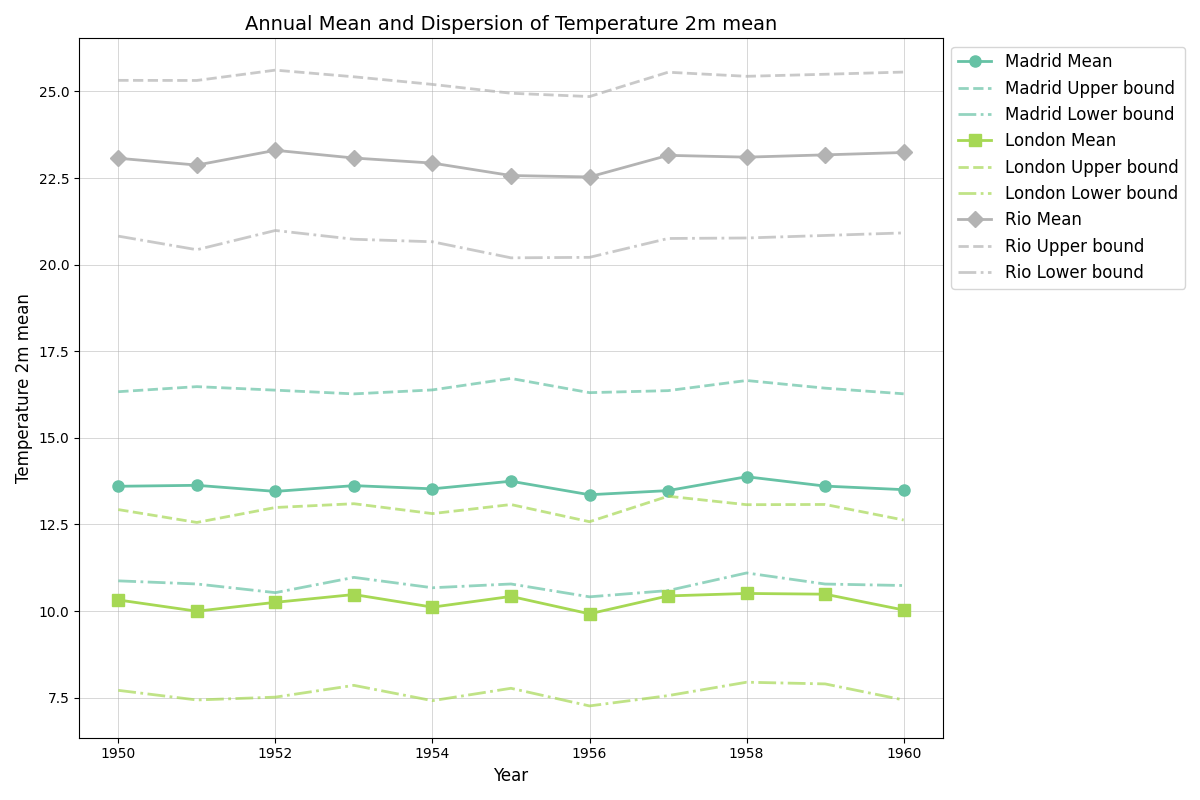 Annual Mean and Dispersion of Temperature 2m mean
Temperature 2m mean
25.0
22.5
20.0
17.5
15.0
12.5
10.0
7.5
1950
1952
1954
1956
1958
1960
Year
Madrid Mean
Madrid Upper bound
Madrid Lower bound
London Mean
London Upper bound
London Lower bound
Rio Mean
Rio Upper bound
Rio Lower bound